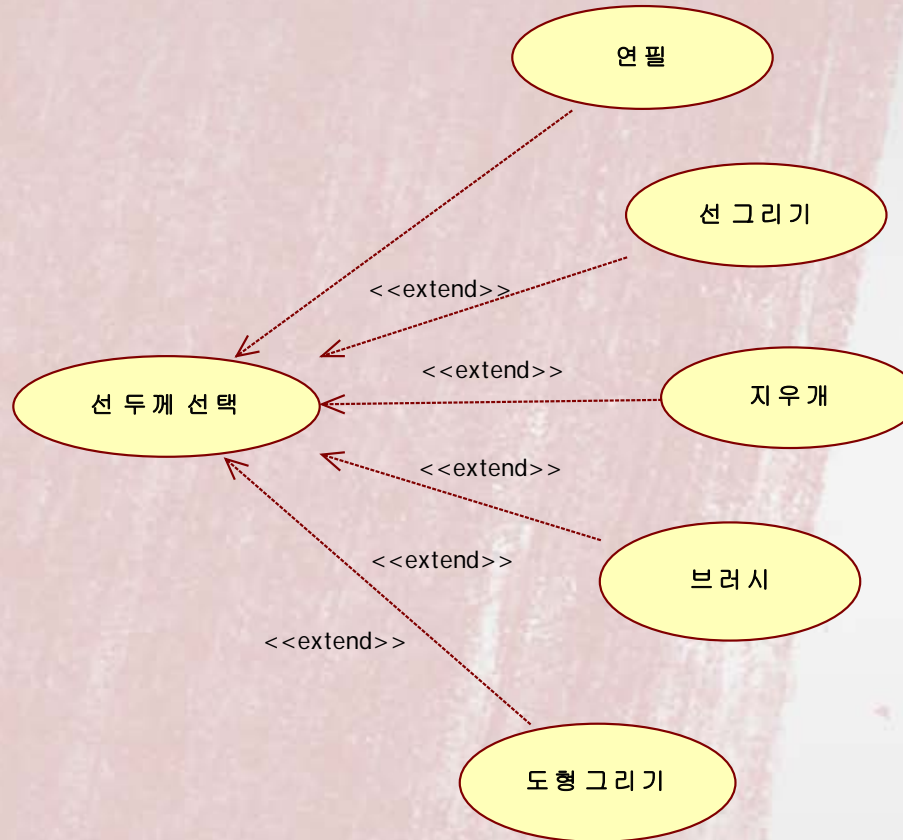 연필
선 그리기
<<extend>>
<<extend>>
지우개
선 두께 선택
<<extend>>
<<extend>>
브러시
<<extend>>
도형 그리기